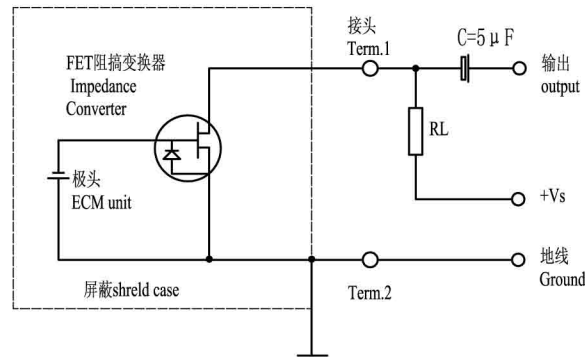 接头
Term.1
C=5μF
输出
output
FET阻搞变换器
Impedance
Converter
RL
极头
ECM unit
+Vs
地线
Ground
屏蔽shreld case
Term.2